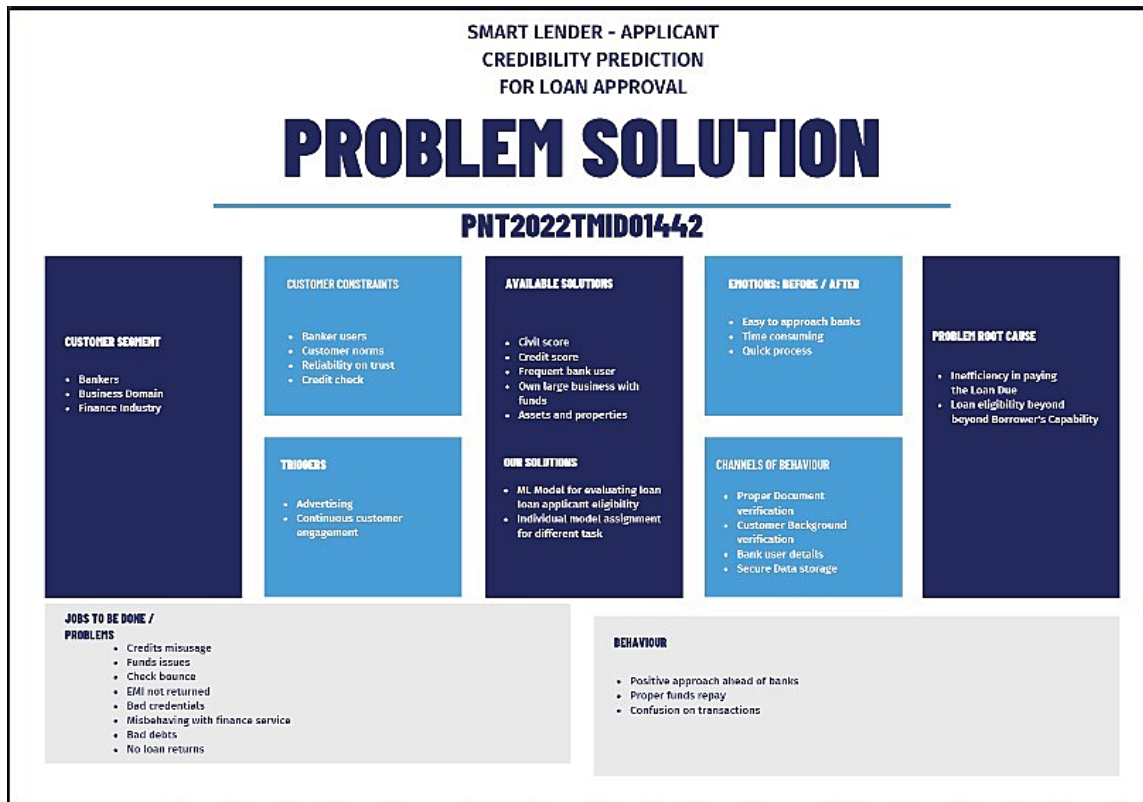 SMART LENDER - APPLICANT
CREDIBILITY PREDICTION
FOR LOAN APPROVAL
PROBLEM SOLUTION
PNT2022TMID01442
CUSTOMER SEGMENT
• Bankers
• Business Domain
• Finance Industry
CUSTOMER CONSTRAINTS
• Banker users
• Customer norms
• Reliability on trust
• Credit check
TRIGGERS
• Advertising
• Continuous customer
engagement
AVAILABLE SOLUTIONS
• Civil score
• Credit score
• Frequent bank user
• Own large business with
funds
• Assets and properties
OUR SOLUTIONS
• ML Model for evaluating loan
loan applicant eligibility
• Individual model assignment
for different task
EMOTIONS: BEFORE / AFTER
• Easy to approach banks
• Time consuming
• Quick process
CHANNELS OF BEHAVIOUR
• Proper Document
verification
• Customer Background
verification
• Bank user details
• Secure Data storage
PROBLEM ROOT CAUSE
• Inefficiency in paying
the Loan Due
• Loan eligibility beyond
beyond Borrower's Capability
JOBS TO BE DONE /
PROBLEMS
• Credits misusage
• Funds issues
• Check bounce
• EMI not returned
• Bad credentials
• Misbehaving with finance service
• Bad debts
• No loan returns
BEHAVIOUR
• Positive approach ahead of banks
• Proper funds repay
• Confusion on transactions